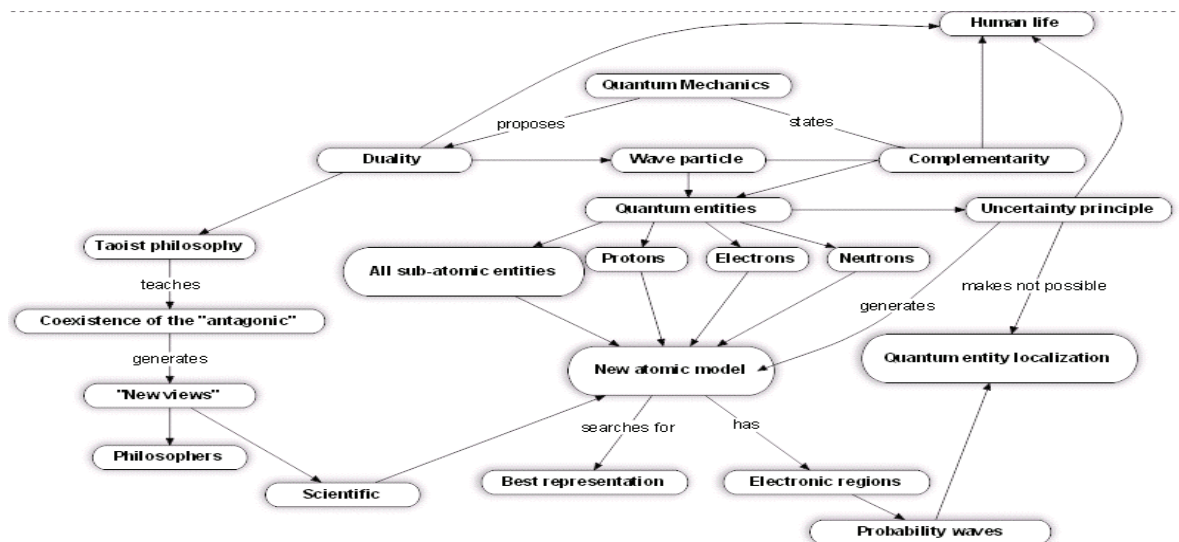 Human life
Quantum Mechanics
proposes
states
Duality
Wave particle
Complementarity
Quantum entities
Uncertainty principle
Taoist philosophy
All sub-atomic entities
Protons
Electrons
Neutrons
teaches
makes not possible
generates
Coexistence of the "antagonic"
generates
Quantum entity localization
New atomic model
"New views"
searches for
has
Philosophers
Scientific
Best representation
Electronic regions
Probability waves